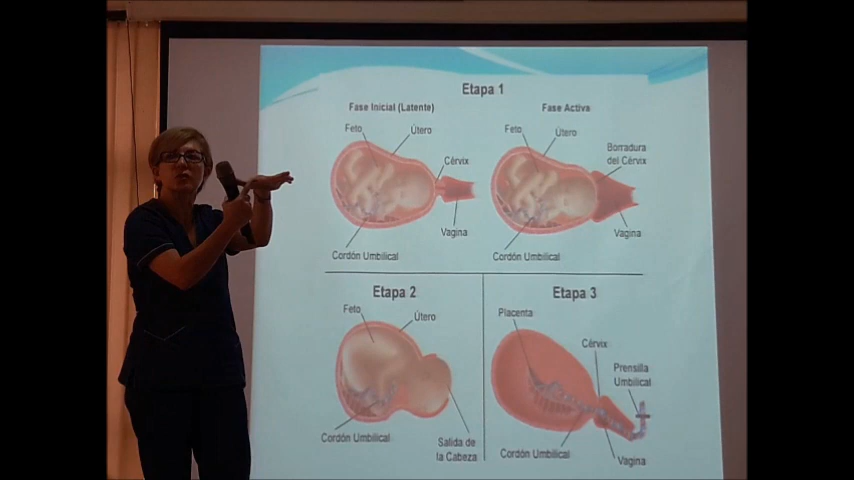 Etapa 1
Fase Inicial (Latente)
Feto
Útero
Cérvix
Vagina
Cordón Umbilical
Fase Activa
Feto
Útero
Borradura
del Cérvix
Vagina
Cordón Umbilical
Etapa 2
Feto
Útero
Cordón Umbilical
Salida de
la Cabeza
Etapa 3
Placenta
Cérvix
Prensilla
Umbilical
Cordón Umbilical
Vagina